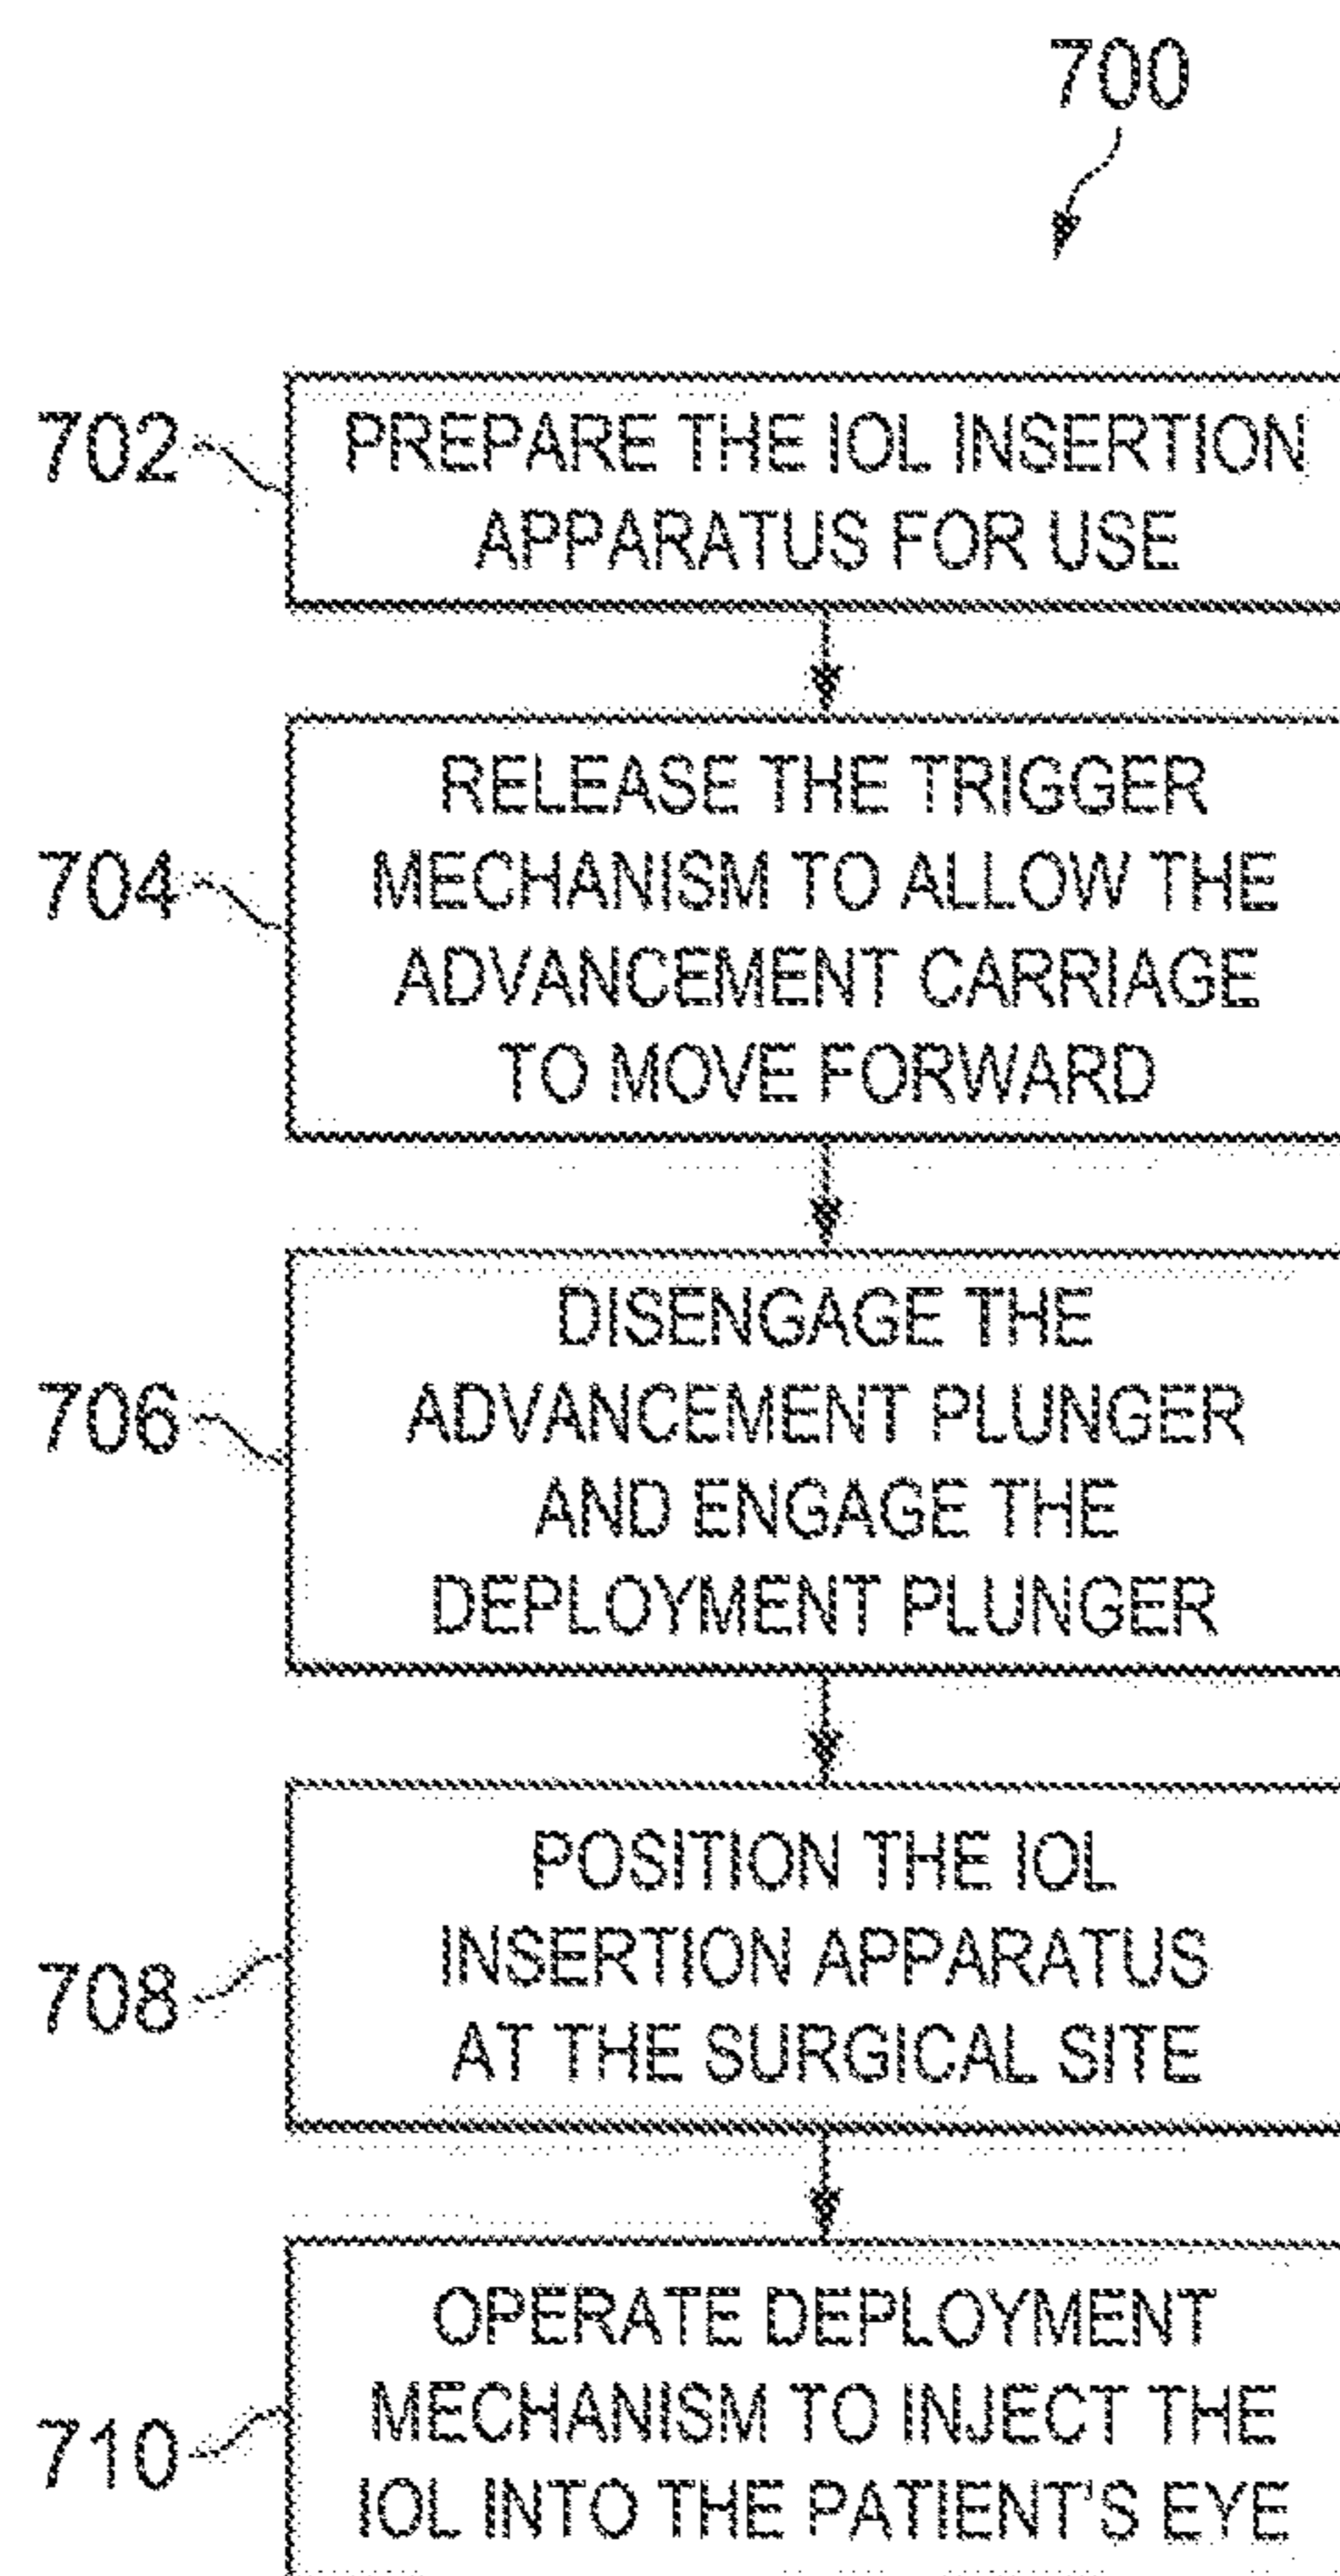 700
702
PREPARE THE IOL INSERTION
APPARATUS FOR USE
704
RELEASE THE TRIGGER
MECHANISM TO ALLOW THE
ADVANCEMENT CARRIAGE
TO MOVE FORWARD
706
DISENGAGE THE
ADVANCEMENT PLUNGER
AND ENGAGE THE
DEPLOYMENT PLUNGER
708
POSITION THE IOL
INSERTION APPARATUS
AT THE SURGICAL SITE
710
OPERATE DEPLOYMENT
MECHANISM TO INJECT THE
IOL INTO THE PATIENT'S EYE